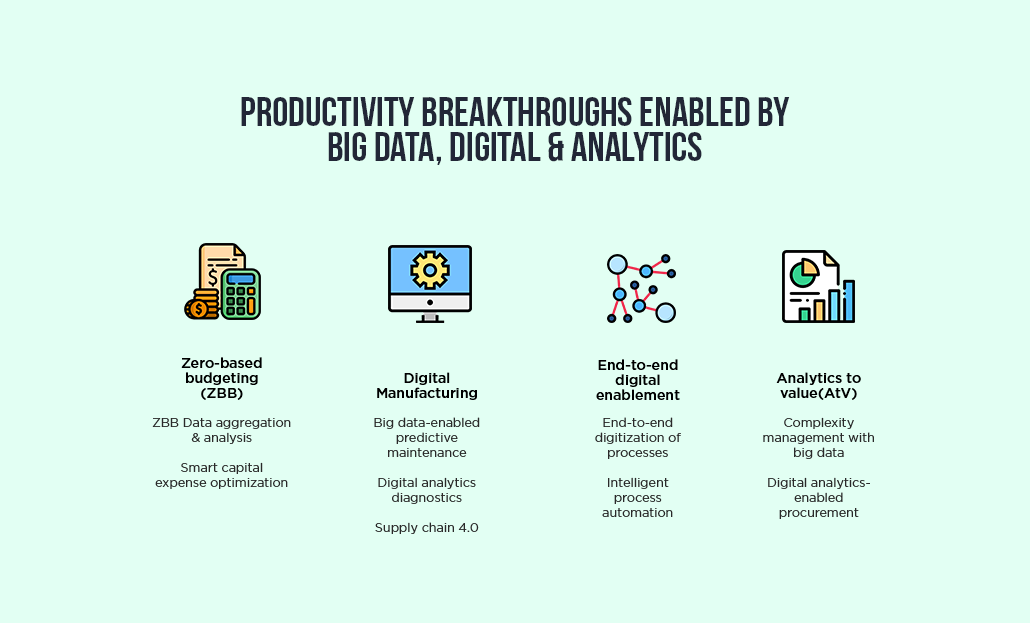 PRODUCTIVITY BREAKTHROUGHS ENABLED BY
BIG DATA, DIGITAL & ANALYTICS
$
$
Zero-based
budgeting
(ZBB)
ZBB Data aggregation
& analysis
Smart capital
expense optimization
Digital
Manufacturing
Big data-enabled
predictive
maintenance
Digital analytics
diagnostics
Supply chain 4.0
End-to-end
digital
enablement
End-to-end
digitization of
processes
Intelligent
process
automation
Analytics to
value(AtV)
Complexity
management with
big data
Digital analytics-
enabled
procurement